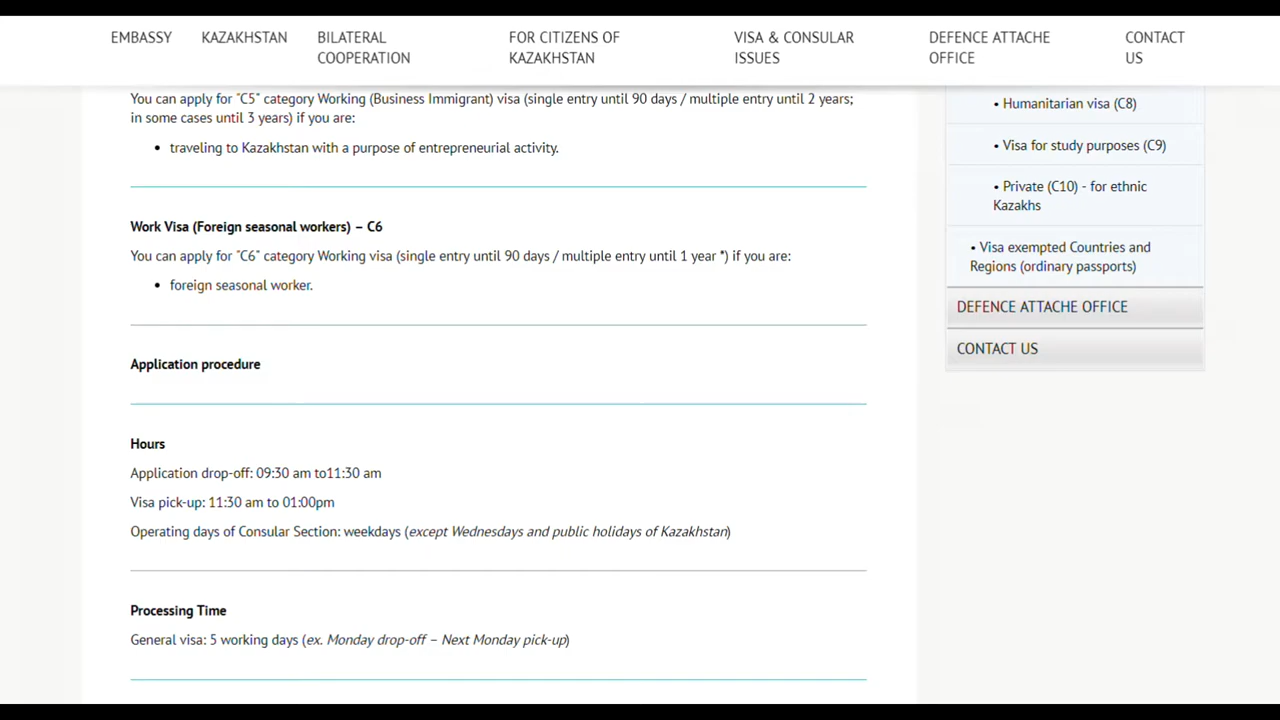 EMBASSY
KAZAKHSTAN
BILATERAL
COOPERATION
FOR CITIZENS OF
KAZAKHSTAN
VISA & CONSULAR
ISSUES
DEFENCE ATTACHE
OFFICE
CONTACT
US
You can apply for "C5" category Working (Business Immigrant) visa (single entry until 90 days / multiple entry until 2 years;
in some cases until 3 years) if you are:
• traveling to Kazakhstan with a purpose of entrepreneurial activity.
Work Visa (Foreign seasonal workers) – C6
You can apply for "C6" category Working visa (single entry until 90 days / multiple entry until 1 year *) if you are:
• foreign seasonal worker.
Application procedure
Hours
Application drop-off: 09:30 am to11:30 am
Visa pick-up: 11:30 am to 01:00pm
Operating days of Consular Section: weekdays (except Wednesdays and public holidays of Kazakhstan)
Processing Time
General visa: 5 working days (ex. Monday drop-off – Next Monday pick-up)
• Humanitarian visa (C8)
• Visa for study purposes (C9)
• Private (C10) - for ethnic
Kazakhs
• Visa exempted Countries and
Regions (ordinary passports)
DEFENCE ATTACHE OFFICE
CONTACT US